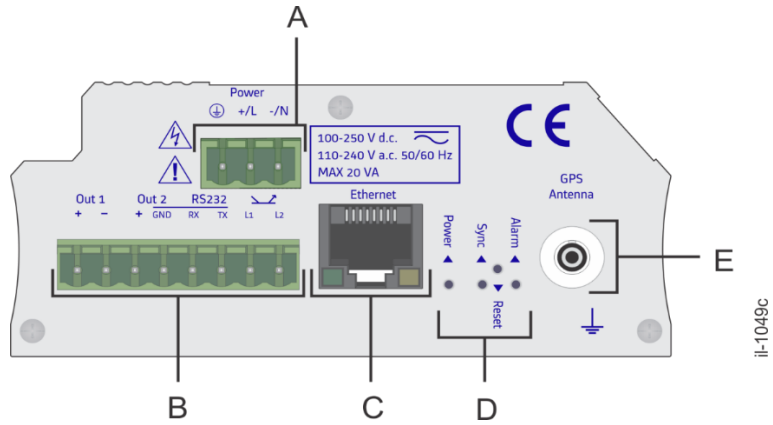 A
Power
+/L -/N
100-250 V d.c.
110-240 V a.c. 50/60 Hz
MAX 20 VA
CE
GPS
Antenna
Out 1 Out 2 RS232
+ – + GND RX TX L1 L2
Ethernet
Power
Sync
Alarm
Reset
E
B
C
D
il-1049c